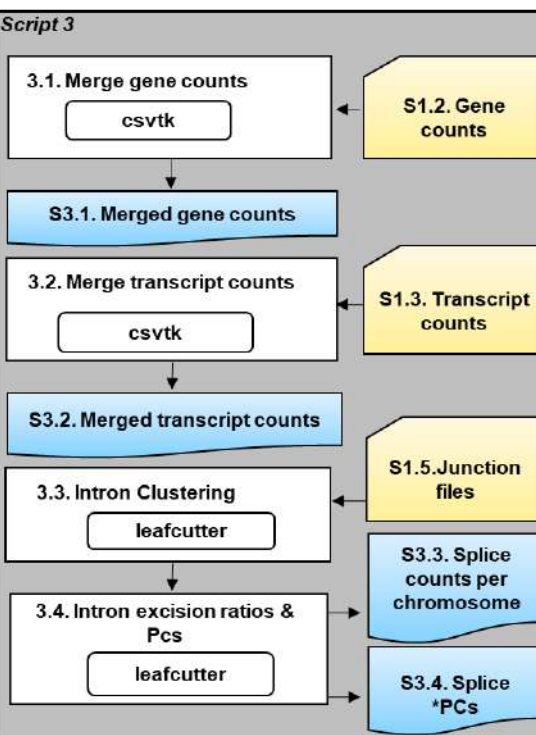 Script 3
3.1. Merge gene counts
csvtk
S1.2. Gene
counts
S3.1. Merged gene counts
3.2. Merge transcript counts
csvtk
S1.3. Transcript
counts
S3.2. Merged transcript counts
3.3. Intron Clustering
leafcutter
S1.5.Junction
files
3.4. Intron excision ratios &
Pcs
leafcutter
S3.3. Splice
counts per
chromosome
S3.4. Splice
*PCs